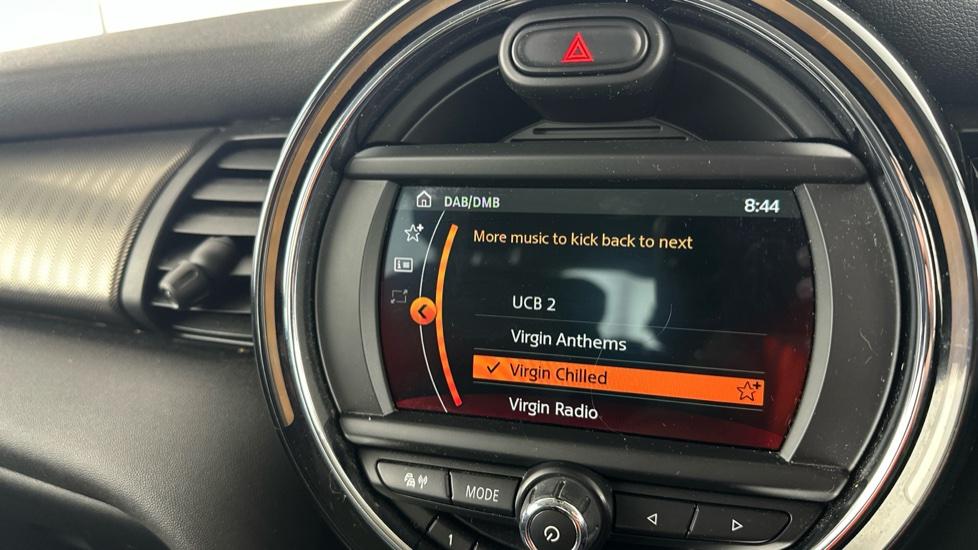 DAB/DMB 8:44
More music to kick back to next
UCB 2
Virgin Anthems
Virgin Chilled
Virgin Radio
MODE
1